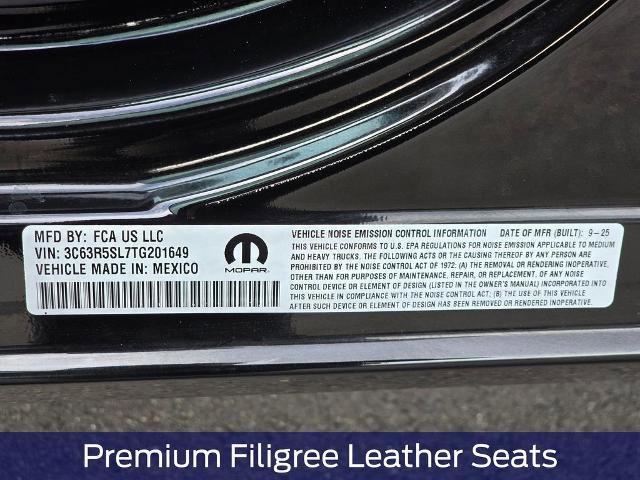 MFD BY: FCA US LLC
VIN: 3C63R5SL7TG201649
VEHICLE MADE IN: MEXICO
MOPAR
VEHICLE NOISE EMISSION CONTROL INFORMATION DATE OF MFR (BUILT): 9-25
THIS VEHICLE CONFORMS TO U.S. EPA REGULATIONS FOR NOISE EMISSION APPLICABLE TO MEDIUM
AND HEAVY TRUCKS. THE FOLLOWING ACTS OR THE CAUSING THEREOF BY ANY PERSON ARE
PROHIBITED BY THE NOISE CONTROL ACT OF 1972: (A) THE REMOVAL OR RENDERING INOPERATIVE,
OTHER THAN FOR PURPOSES OF MAINTENANCE, REPAIR, OR REPLACEMENT, OF ANY NOISE
CONTROL DEVICE OR ELEMENT OF DESIGN (LISTED IN THE OWNER'S MANUAL) INCORPORATED INTO
THIS VEHICLE IN COMPLIANCE WITH THE NOISE CONTROL ACT; (B) THE USE OF THIS VEHICLE
AFTER SUCH DEVICE OR ELEMENT OF DESIGN HAS BEEN REMOVED OR RENDERED INOPERATIVE.
Premium Filigree Leather Seats